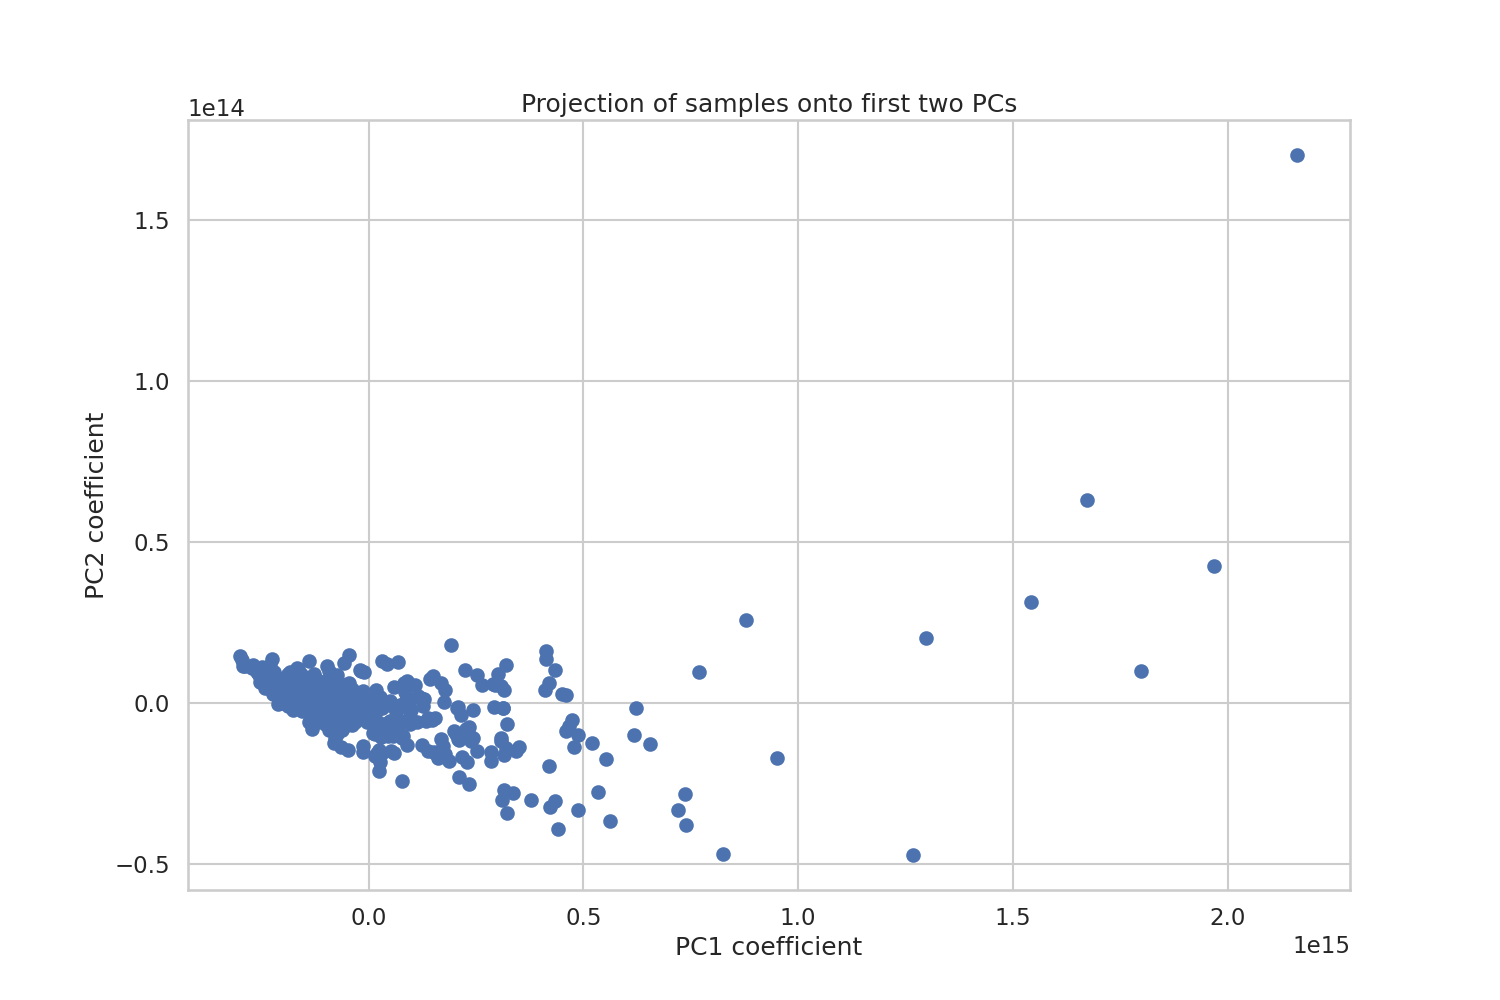 Projection of samples onto first two PCs
1e14
1.5
1.0
0.5
0.0
−0.5
PC2 coefficient
0.0
0.5
1.0
1.5
2.0
PC1 coefficient
1e15